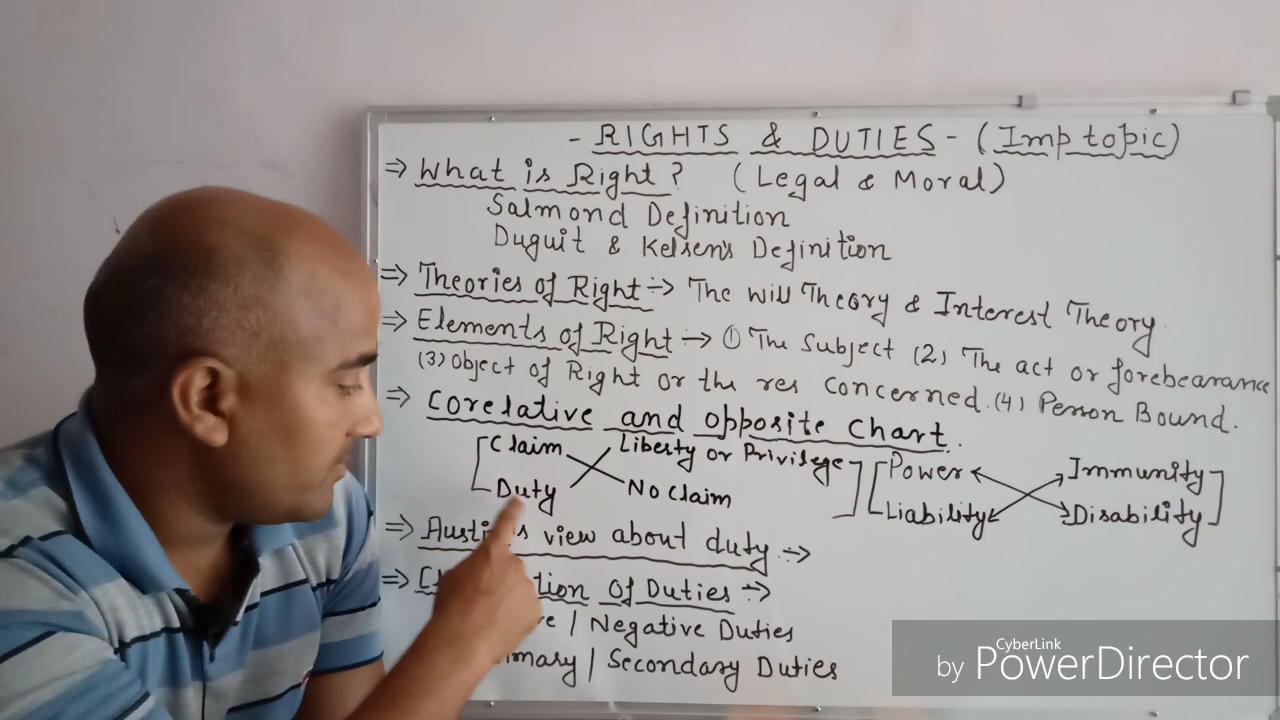 - RIGHTS & DUTIES - (Imp topic)
⇒ What is Right? (Legal & Moral)
Salmond Definition
Duguit & Kelsen's Definition
⇒ Theories of Right :→ The Will Theory & Interest Theory.
⇒ Elements of Right :→ (1) The Subject (2) The act or forebearance
(3) Object of Right or the res concerned. (4) Person Bound.
⇒ Corelative and opposite Chart.
Claim Liberty or Privilege Power Immunity
Duty No Claim Liability Disability
⇒ view about duty :→
⇒ Of Duties :→
/ Negative Duties
/ Secondary Duties
CyberLink
by PowerDirector